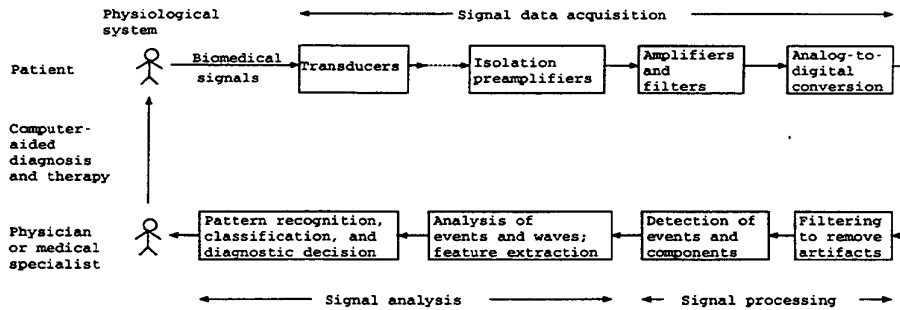 Physiological
system
Signal data acquisition
Patient
Biomedical
signals
Transducers
Isolation
preamplifiers
Amplifiers
and
filters
Analog-to-
digital
conversion
Computer-
aided
diagnosis
and therapy
Physician
or medical
specialist
Pattern recognition,
classification, and
diagnostic decision
Analysis of
events and waves;
feature extraction
Detection of
events and
components
Filtering
to remove
artifacts
Signal analysis
Signal processing